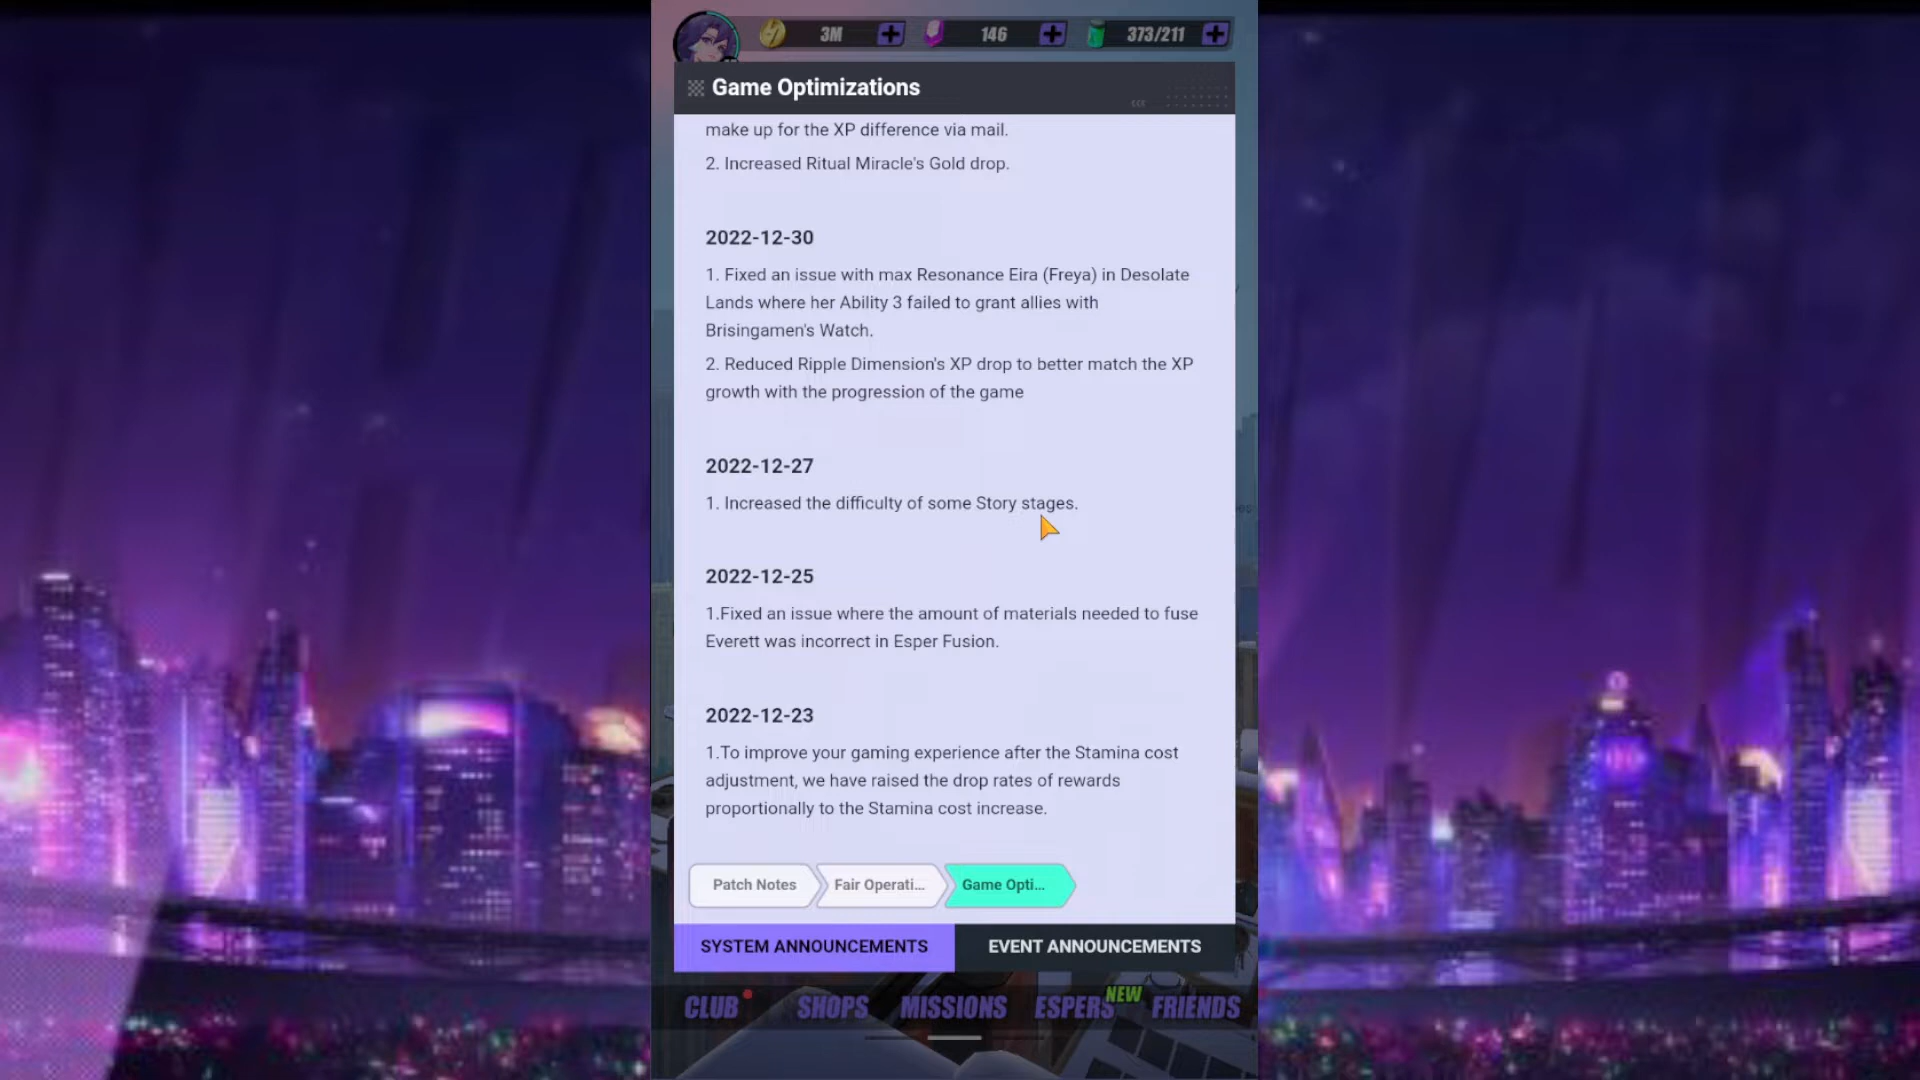 3M
146
373/211
Game Optimizations
make up for the XP difference via mail.
2. Increased Ritual Miracle's Gold drop.
2022-12-30
1. Fixed an issue with max Resonance Eira (Freya) in Desolate
Lands where her Ability 3 failed to grant allies with
Brisingamen's Watch.
2. Reduced Ripple Dimension's XP drop to better match the XP
growth with the progression of the game
2022-12-27
1. Increased the difficulty of some Story stages.
2022-12-25
1.Fixed an issue where the amount of materials needed to fuse
Everett was incorrect in Esper Fusion.
2022-12-23
1.To improve your gaming experience after the Stamina cost
adjustment, we have raised the drop rates of rewards
proportionally to the Stamina cost increase.
Patch Notes
Fair Operati...
Game Opti...
SYSTEM ANNOUNCEMENTS
EVENT ANNOUNCEMENTS
CLUB
SHOPS
MISSIONS
ESPERS
NEW
FRIENDS